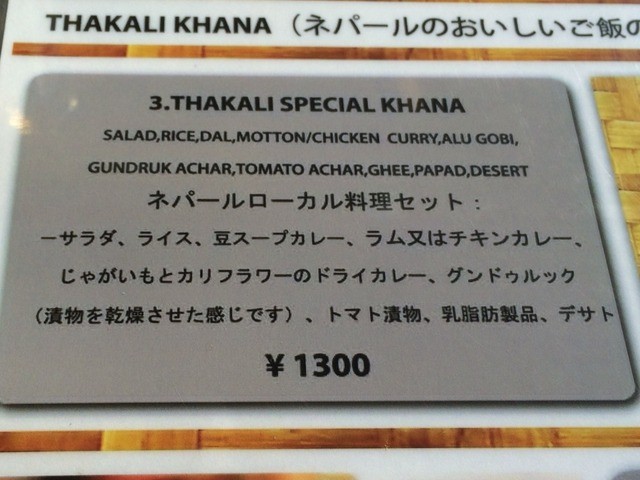 THAKALI KHANA （ネパールのおいしいご飯の
3.THAKALI SPECIAL KHANA
SALAD,RICE,DAL,MOTTON/CHICKEN CURRY,ALU GOBI,
GUNDRUK ACHAR,TOMATO ACHAR,GHEE,PAPAD,DESERT
ネパールローカル料理セット：
－サラダ、ライス、豆スープカレー、ラム又はチキンカレー、
じゃがいもとカリフラワーのドライカレー、グンドゥルック
（漬物を乾燥させた感じです）、トマト漬物、乳脂肪製品、デサト
¥ 1300